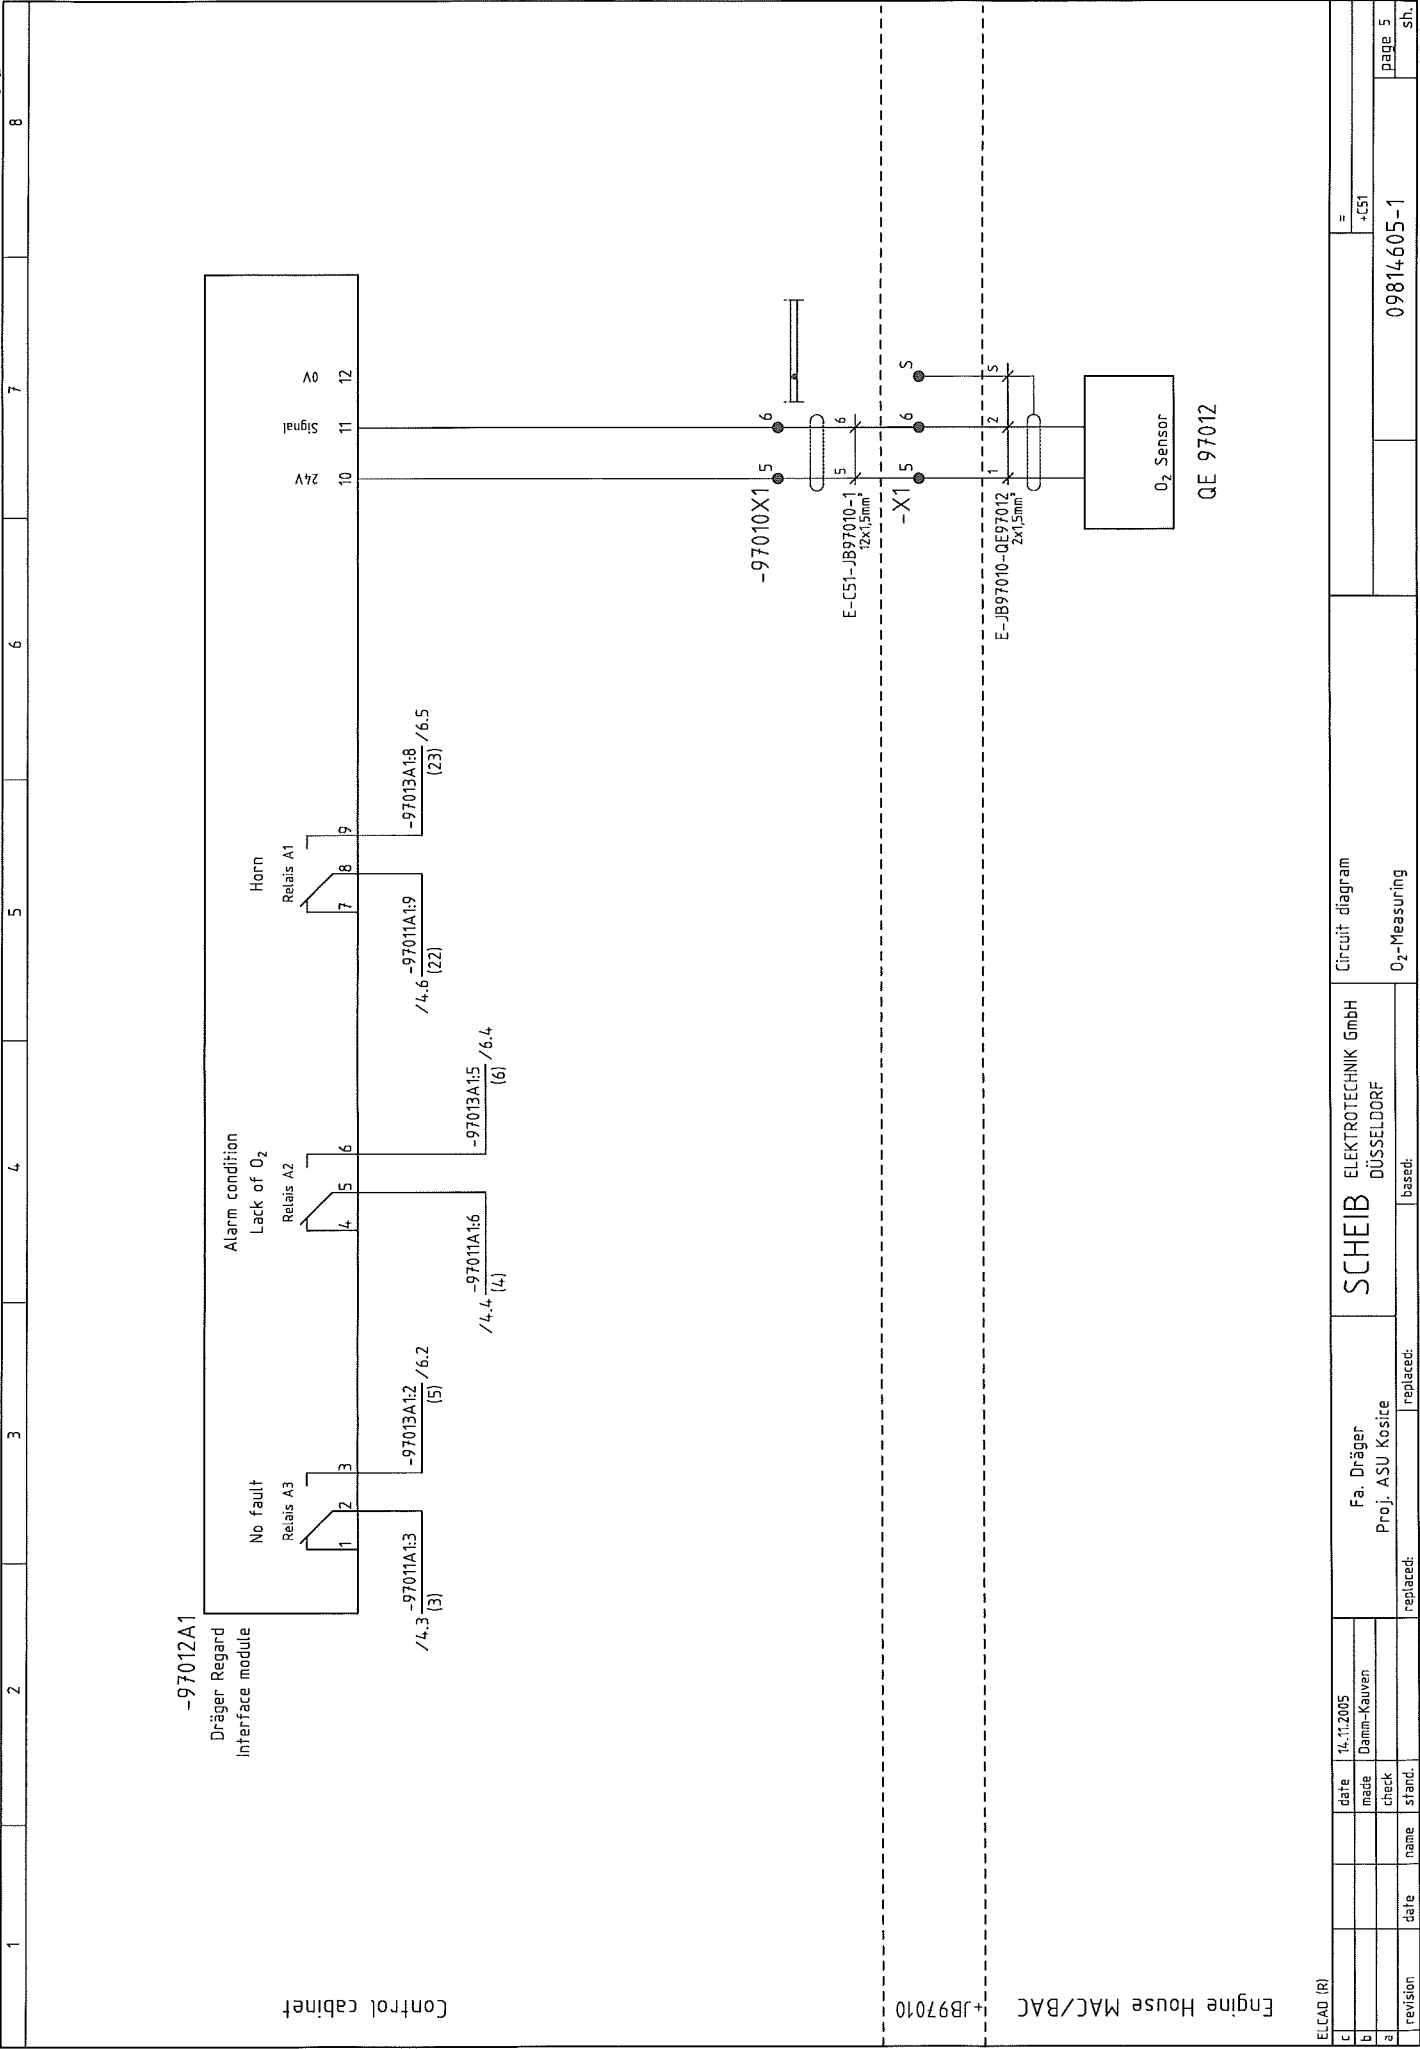 1 2 3 4 5 6 7 8
-97012A1
Dräger Regard
Interface module
No fault
Relais A3
1 2 3
Alarm condition
Lack of O₂
Relais A2
4 5 6
Horn
Relais A1
7 8 9
24V Signal 0V
10 11 12
/4.3 -97011A1:3
(3)
-97013A1:2 /6.2
(5)
/4.4 -97011A1:6
(4)
-97013A1:5 /6.4
(6)
/4.6 -97011A1:9
(22)
-97013A1:8 /6.5
(23)
Control cabinet
-97010X1 5 6
E-C51-JB97010-1 5 6
12x1,5mm²
+JB97010
-X1 5 6 S
E-JB97010-QE97012 1 2 S
2x1,5mm²
Engine House MAC/BAC
O₂ Sensor
QE 97012
ELCAD (R)
c
b
a
revision date name stand.
date 14.11.2005
made Damm-Kauven
check
Fa. Dräger
Proj. ASU Kosice
replaced: replaced: based:
SCHEIB ELEKTROTECHNIK GmbH
DÜSSELDORF
Circuit diagram
O₂-Measuring
=
+C51
09814605-1
page 5
sh.